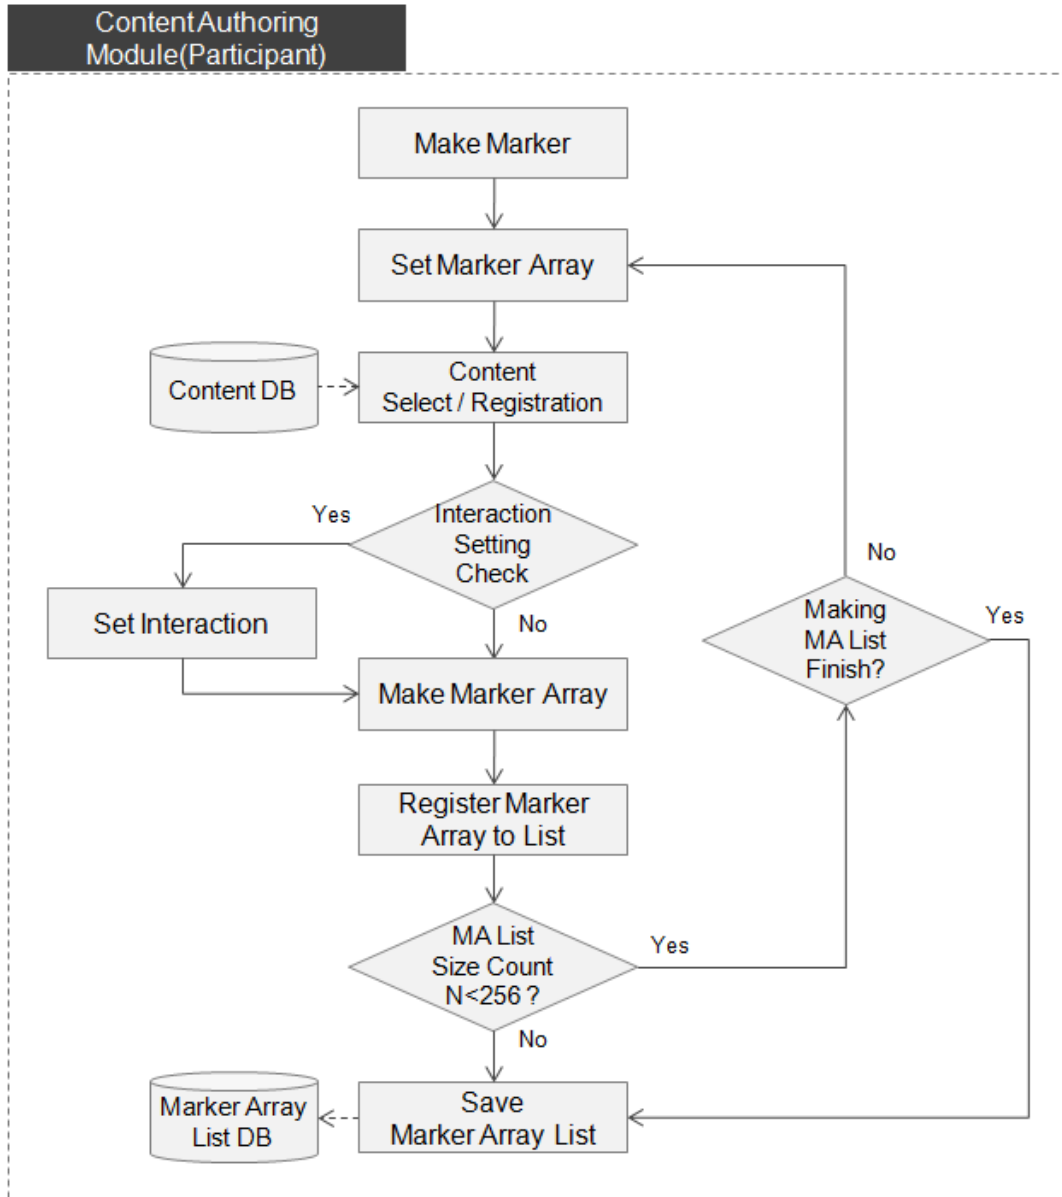 Content Authoring
Module(Participant)
Make Marker
Set Marker Array
Content DB
Content
Select / Registration
Yes
Interaction
Setting
Check
No
Set Interaction
No
Making
MA List
Finish?
Yes
Make Marker Array
Register Marker
Array to List
MA List
Size Count
N<256 ?
Yes
No
Marker Array
List DB
Save
Marker Array List